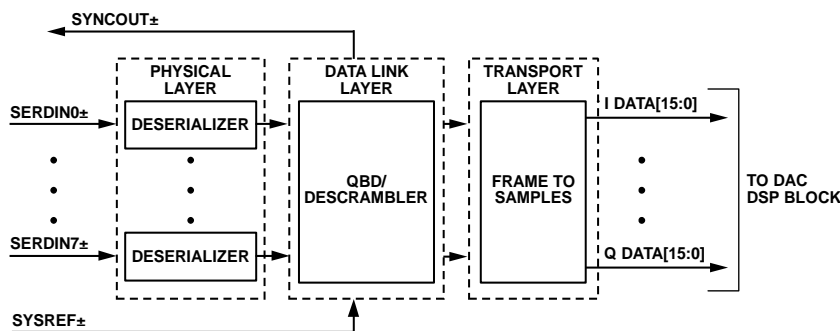 SYNCOUT±
PHYSICAL
LAYER
DATA LINK
LAYER
TRANSPORT
LAYER
SERDIN0±
DESERIALIZER
I DATA[15:0]
QBD/
DESCRAMBLER
FRAME TO
SAMPLES
TO DAC
DSP BLOCK
SERDIN7±
DESERIALIZER
Q DATA[15:0]
SYSREF±